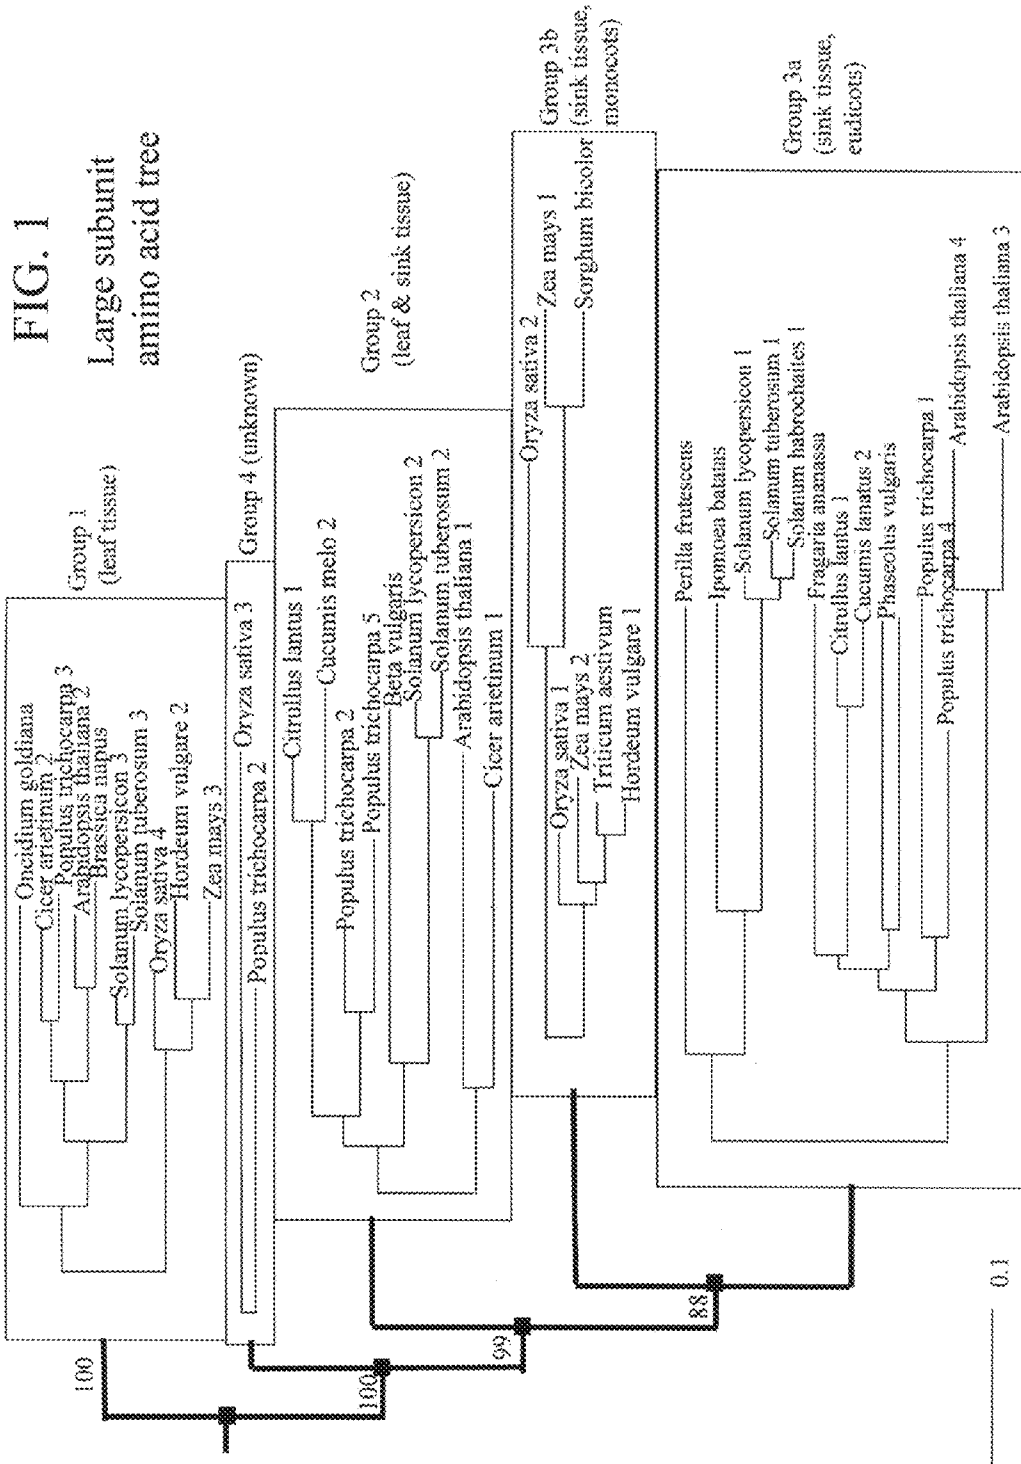 FIG. 1
Large subunit
amino acid tree
Group 1
(leaf tissue)
Oncidium goldiana
Cicer arietinum 2
Populus trichocarpa 3
Arabidopsis thaliana 2
Brassica napus
Solanum lycopersicon 3
Solanum tuberosum 3
Oryza sativa 4
Hordeum vulgare 2
Zea mays 3
Group 4 (unknown)
Oryza sativa 3
Populus trichocarpa 2
Group 2
(leaf & sink tissue)
Citrullus lantus 1
Cucumis melo 2
Populus trichocarpa 2
Populus trichocarpa 5
Beta vulgaris
Solanum lycopersicon 2
Solanum tuberosum 2
Arabidopsis thaliana 1
Cicer arietinum 1
Group 3b
(sink tissue,
monocots)
Oryza sativa 2
Zea mays 1
Sorghum bicolor
Oryza sativa 1
Zea mays 2
Triticum aestivum
Hordeum vulgare 1
Group 3a
(sink tissue,
eudicots)
Perilla frutescens
Ipomoea batatas
Solanum lycopersicon 1
Solanum tuberosum 1
Solanum habrochaites 1
Fragaria ananassa
Citrullus lantus 1
Cucumis lanatus 2
Phaseolus vulgaris
Populus trichocarpa 1
Populus trichocarpa 4
Arabidopsis thaliana 4
Arabidopsis thaliana 3
100
100
99
88
0.1